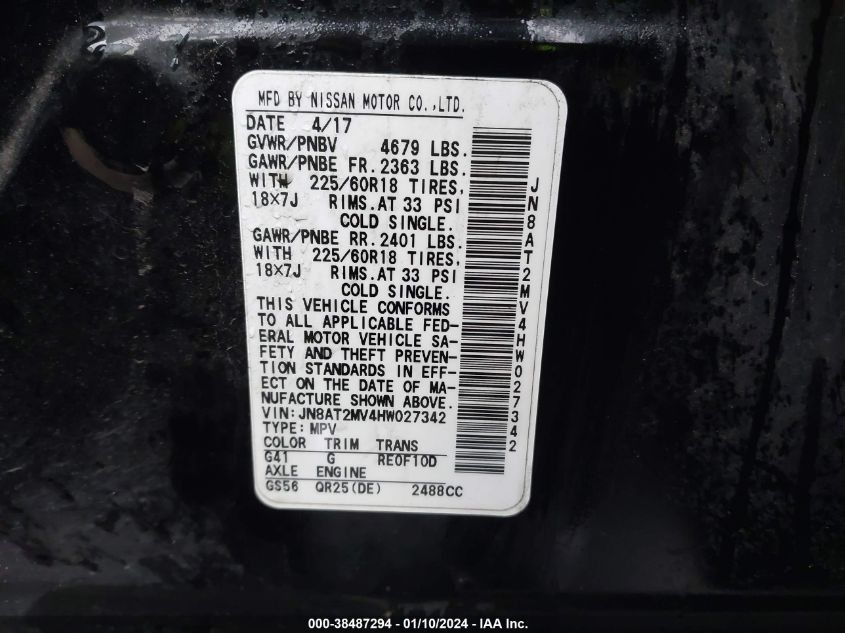 MFD BY NISSAN MOTOR CO.,LTD.
DATE 4/17
GVWR/PNBV 4679 LBS.
GAWR/PNBE FR. 2363 LBS.
WITH 225/60R18 TIRES,
18×7J RIMS.AT 33 PSI
COLD SINGLE.
GAWR/PNBE RR. 2401 LBS.
WITH 225/60R18 TIRES,
18×7J RIMS.AT 33 PSI
COLD SINGLE.
THIS VEHICLE CONFORMS
TO ALL APPLICABLE FED-
ERAL MOTOR VEHICLE SA-
FETY AND THEFT PREVEN-
TION STANDARDS IN EFF-
ECT ON THE DATE OF MA-
NUFACTURE SHOWN ABOVE.
VIN:JN8AT2MV4HW027342
TYPE:MPV
COLOR TRIM TRANS
G41 G RE0F10D
AXLE ENGINE
GS56 QR25(DE) 2488CC
JN8AT2MV4HW027342
000-38487294 - 01/10/2024 - IAA Inc.